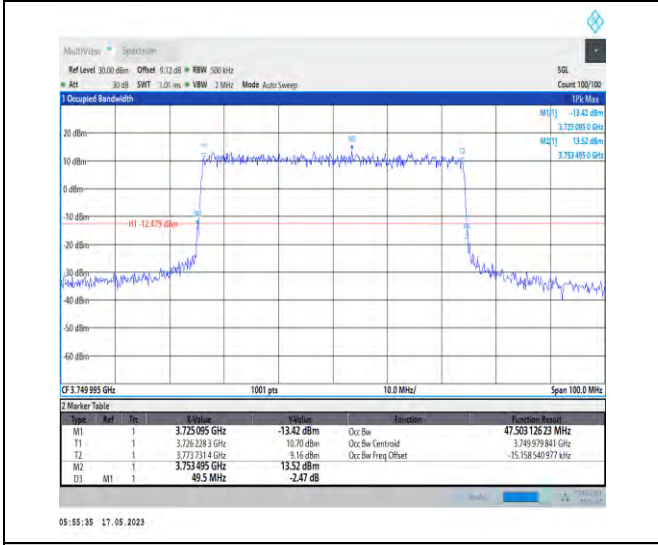 MultiView Spectrum
Ref Level 30.00 dBm Offset 9.12 dB RBW 500 kHz SGL
Att 30 dB SWT 1.01 ms VBW 2 MHz Mode Auto Sweep Count 100/100
1 Occupied Bandwidth 1Pk Max
M1[1] -13.42 dBm
3.725 095 0 GHz
M2[1] 13.52 dBm
3.753 495 0 GHz
20 dBm
M2
T1
T2
10 dBm
0 dBm
-10 dBm
M1
H1 -12.479 dBm
-20 dBm
-30 dBm
-40 dBm
-50 dBm
-60 dBm
CF 3.749 995 GHz 1001 pts 10.0 MHz/ Span 100.0 MHz
2 Marker Table
Type Ref Trc X-Value Y-Value Function Function Result
M1 1 3.725 095 GHz -13.42 dBm Occ Bw 47.503 126 23 MHz
T1 1 3.726 228 3 GHz 10.70 dBm Occ Bw Centroid 3.749 979 841 GHz
T2 1 3.773 731 4 GHz 9.16 dBm Occ Bw Freq Offset -15.158 540 977 kHz
M2 1 3.753 495 GHz 13.52 dBm
D3 M1 1 49.5 MHz -2.47 dB
05:55:35 17.05.2023